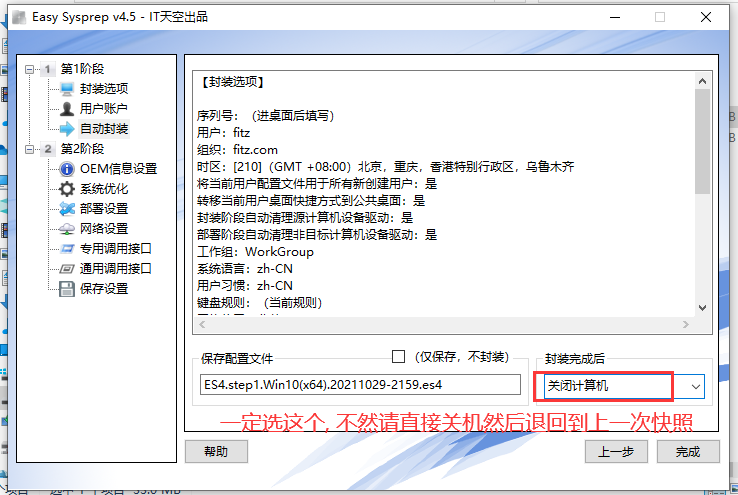 Easy Sysprep v4.5 - IT天空出品
1 第1阶段
封装选项
用户账户
自动封装
2 第2阶段
OEM信息设置
系统优化
部署设置
网络设置
专用调用接口
通用调用接口
保存设置
【封装选项】
序列号：（进桌面后填写）
用户：fitz
组织：fitz.com
时区：[210]（GMT +08:00）北京，重庆，香港特别行政区，乌鲁木齐
将当前用户配置文件用于所有新创建用户：是
转移当前用户桌面快捷方式到公共桌面：是
封装阶段自动清理源计算机设备驱动：是
部署阶段自动清理非目标计算机设备驱动：是
工作组：WorkGroup
系统语言：zh-CN
用户习惯：zh-CN
键盘规则：（当前规则）
保存配置文件
（仅保存，不封装）
ES4.step1.Win10(x64).20211029-2159.es4
封装完成后
关闭计算机
一定选这个, 不然请直接关机然后退回到上一次快照
帮助
上一步
完成